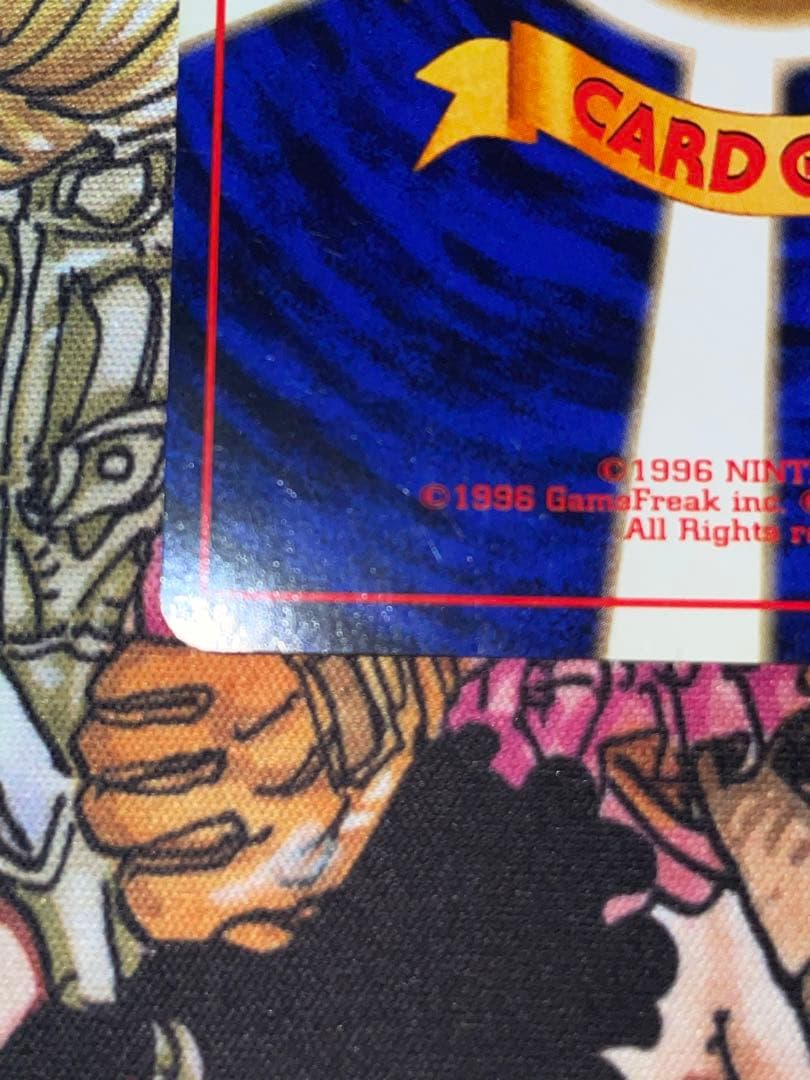 CARD G
©1996 NINT
©1996 GameFreak inc. ©
All Rights r